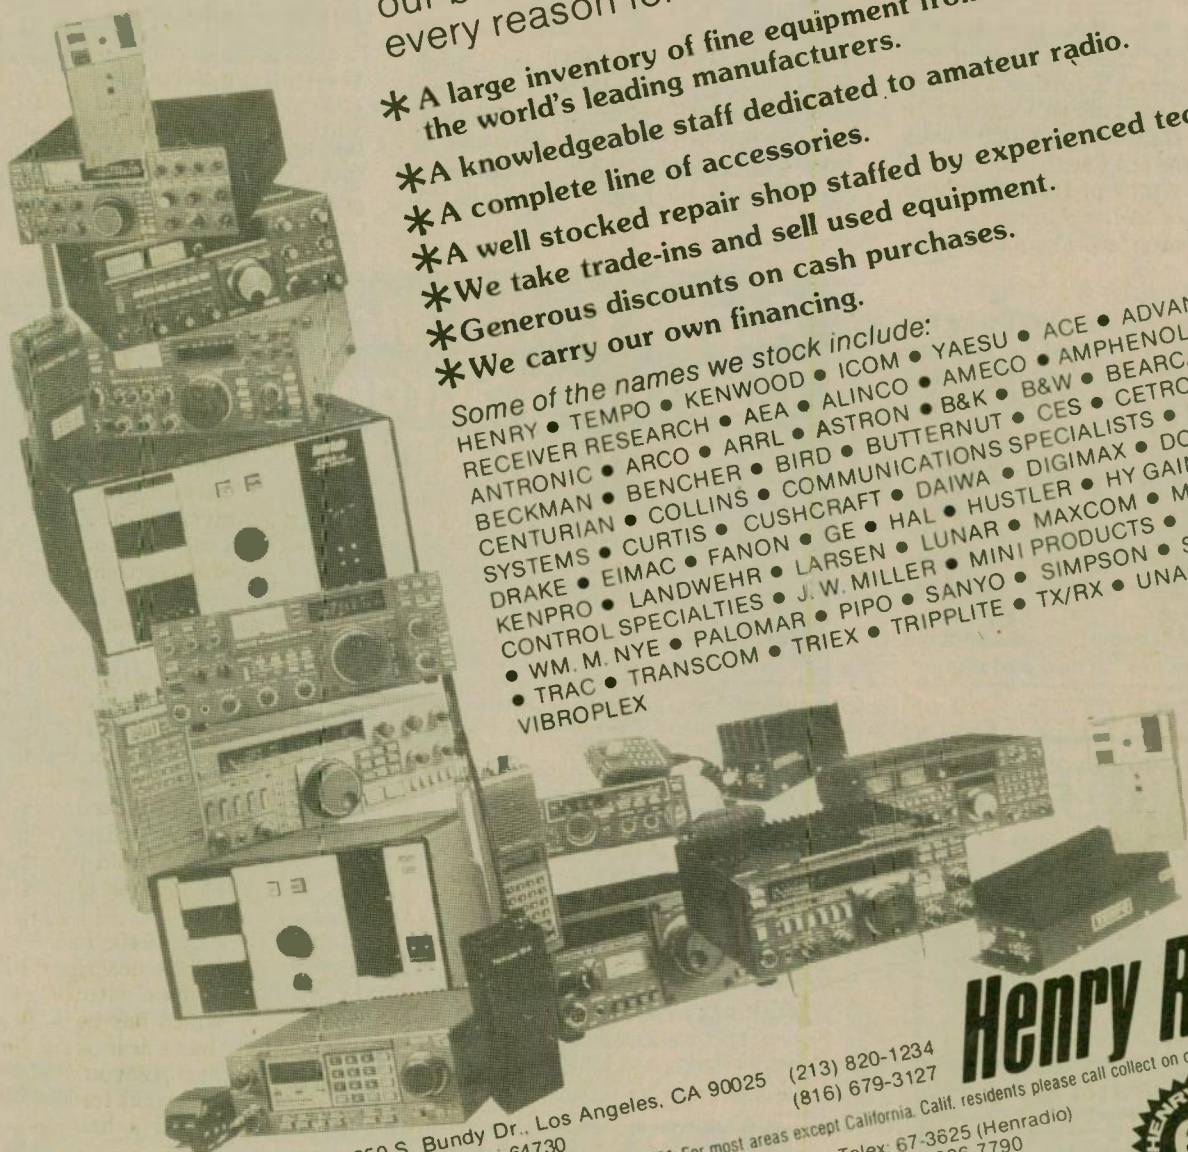 our
every reason
* A large inventory of fine equipment from
the world's leading manufacturers.
* A knowledgeable staff dedicated to amateur radio.
* A complete line of accessories.
* A well stocked repair shop staffed by experienced
* We take trade-ins and sell used equipment.
* Generous discounts on cash purchases.
* We carry our own financing.
Some of the names we stock include:
HENRY ● TEMPO ● KENWOOD ● ICOM ● YAESU ● ACE ●
RECEIVER RESEARCH ● AEA ● ALINCO ● AMECO ● AMPHENOL
ANTRONIC ● ARCO ● ARRL ● ASTRON ● B&K ● B&W ●
BECKMAN ● BENCHER ● BIRD ● BUTTERNUT ● CES ●
CENTURIAN ● COLLINS ● COMMUNICATIONS SPECIALISTS ●
SYSTEMS ● CURTIS ● CUSHCRAFT ● DAIWA ● DIGIMAX ●
DRAKE ● EIMAC ● FANON ● GE ● HAL ● HUSTLER ● HY GAIN
KENPRO ● LANDWEHR ● LARSEN ● LUNAR ● MAXCOM ●
CONTROL SPECIALTIES ● J. W. MILLER ● MINI PRODUCTS ●
● WM. M. NYE ● PALOMAR ● PIPO ● SANYO ● SIMPSON ●
● TRAC ● TRANSCOM ● TRIEX ● TRIPPLITE ● TX/RX ●
VIBROPLEX
Henry
S. Bundy Dr., Los Angeles, CA 90025 (213) 820-1234
64730 (816) 679-3127
For most areas except California. Calif. residents please call collect on
Telex: 67-3625 (Henradio)
7790